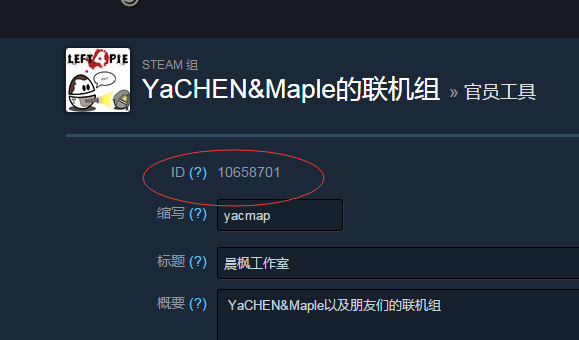 LEFT 4 PIE
STEAM 组
YaCHEN&Maple的联机组 » 官员工具
ID (?) 10658701
缩写 (?) yacmap
标题 (?) 晨枫工作室
概要 (?) YaCHEN&Maple以及朋友们的联机组